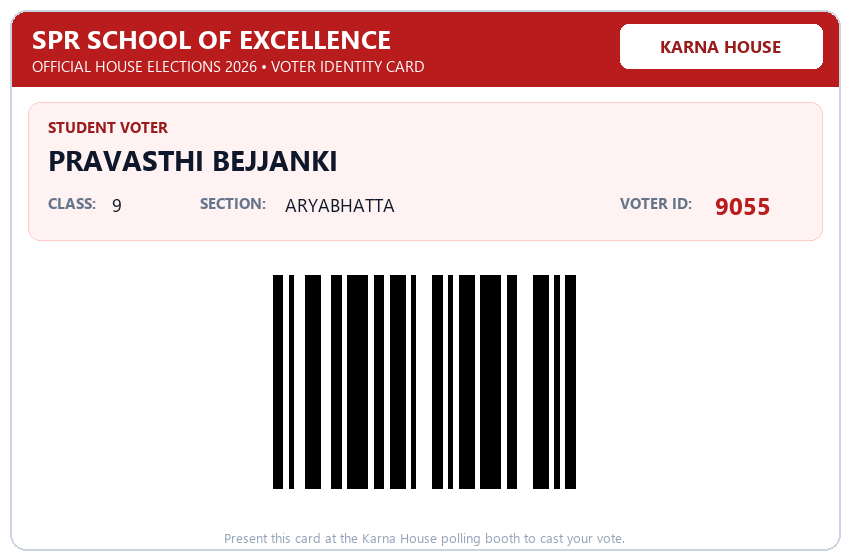 SPR SCHOOL OF EXCELLENCE
OFFICIAL HOUSE ELECTIONS 2026 • VOTER IDENTITY CARD
KARNA HOUSE
STUDENT VOTER
PRAVASTHI BEJJANKI
CLASS: 9 SECTION: ARYABHATTA VOTER ID: 9055
Present this card at the Karna House polling booth to cast your vote.